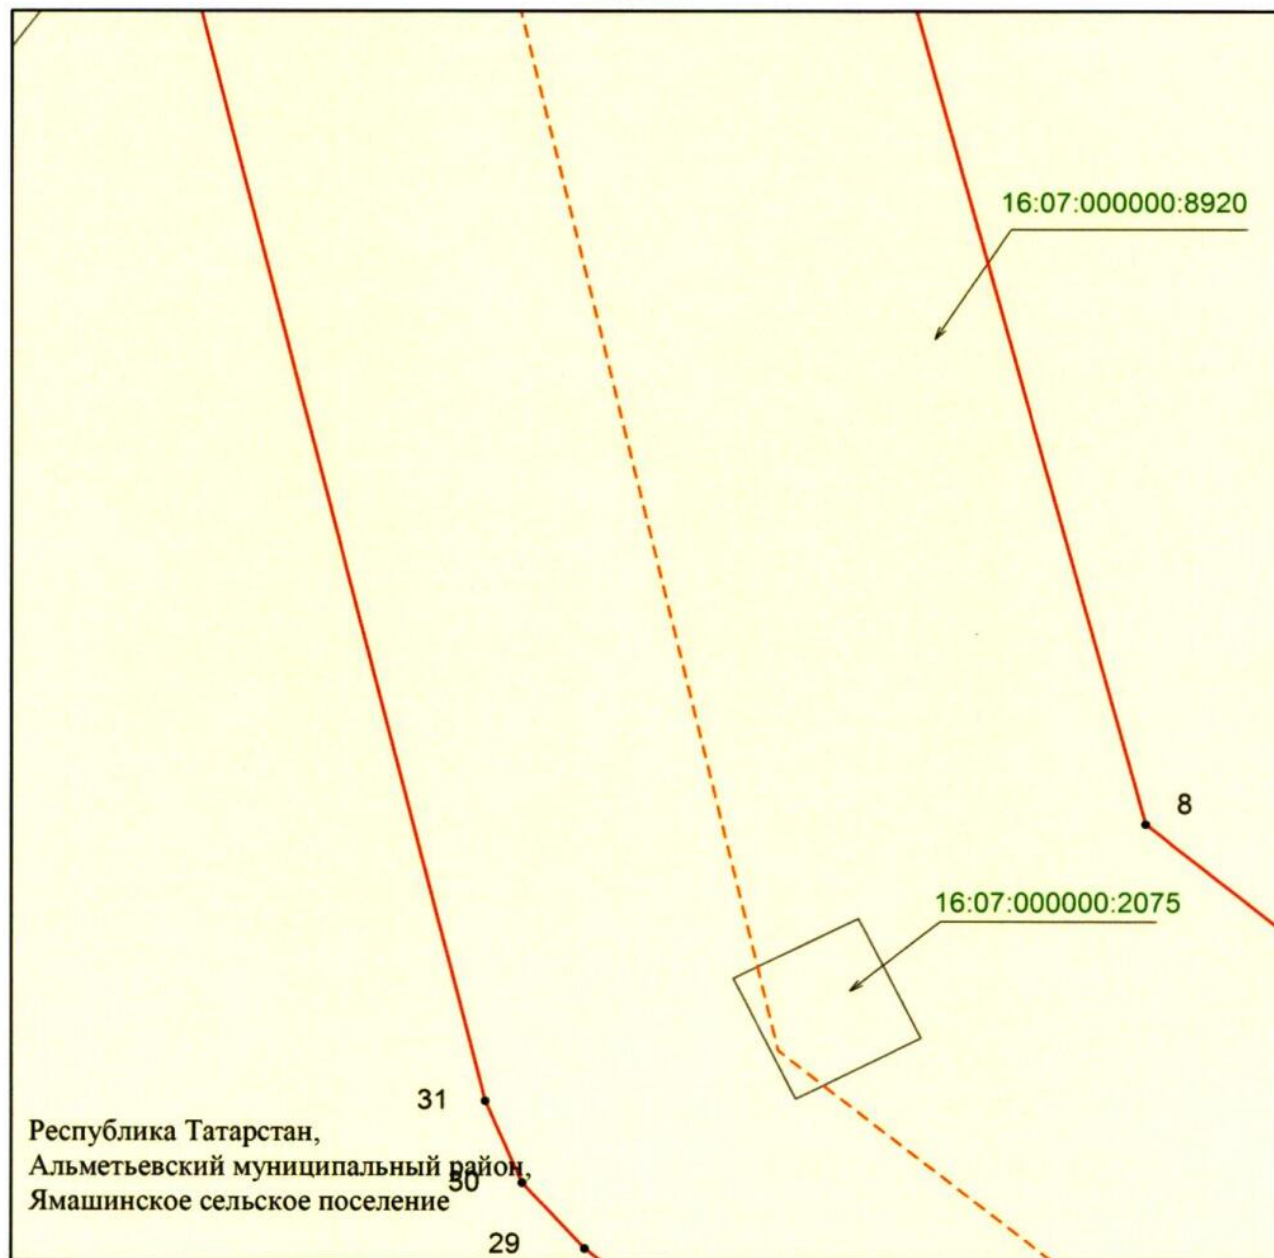 16:07:000000:8920
8
16:07:000000:2075
31
Республика Татарстан,
Альметьевский муниципальный район,
30
Ямашинское сельское поселение
29